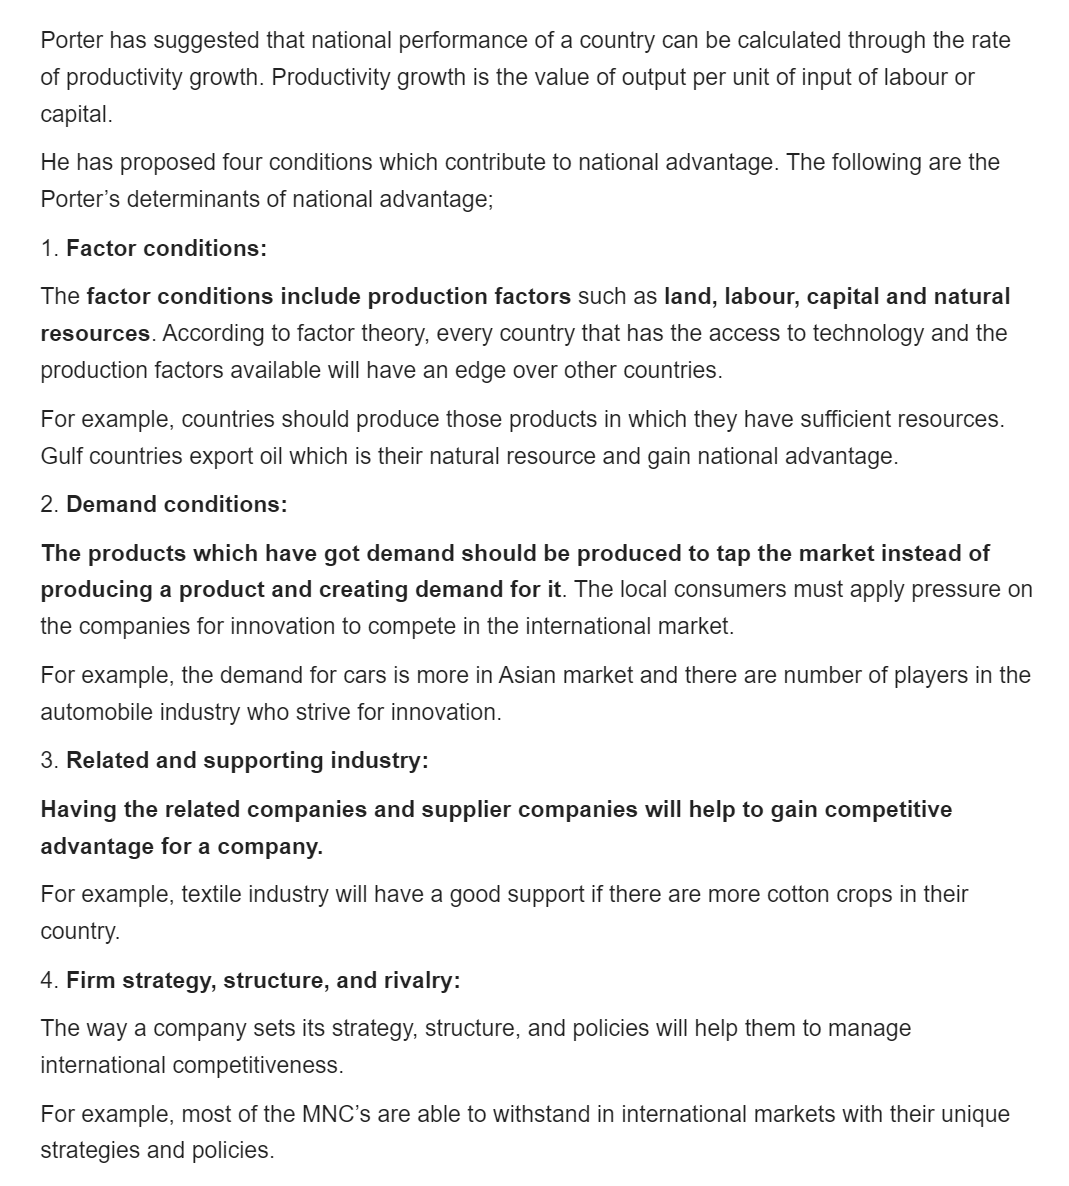 Porter has suggested that national performance of a country can be calculated through the rate
of productivity growth. Productivity growth is the value of output per unit of input of labour or
capital.
He has proposed four conditions which contribute to national advantage. The following are the
Porter’s determinants of national advantage;
1. Factor conditions:
The factor conditions include production factors such as land, labour, capital and natural
resources. According to factor theory, every country that has the access to technology and the
production factors available will have an edge over other countries.
For example, countries should produce those products in which they have sufficient resources.
Gulf countries export oil which is their natural resource and gain national advantage.
2. Demand conditions:
The products which have got demand should be produced to tap the market instead of
producing a product and creating demand for it. The local consumers must apply pressure on
the companies for innovation to compete in the international market.
For example, the demand for cars is more in Asian market and there are number of players in the
automobile industry who strive for innovation.
3. Related and supporting industry:
Having the related companies and supplier companies will help to gain competitive
advantage for a company.
For example, textile industry will have a good support if there are more cotton crops in their
country.
4. Firm strategy, structure, and rivalry:
The way a company sets its strategy, structure, and policies will help them to manage
international competitiveness.
For example, most of the MNC’s are able to withstand in international markets with their unique
strategies and policies.